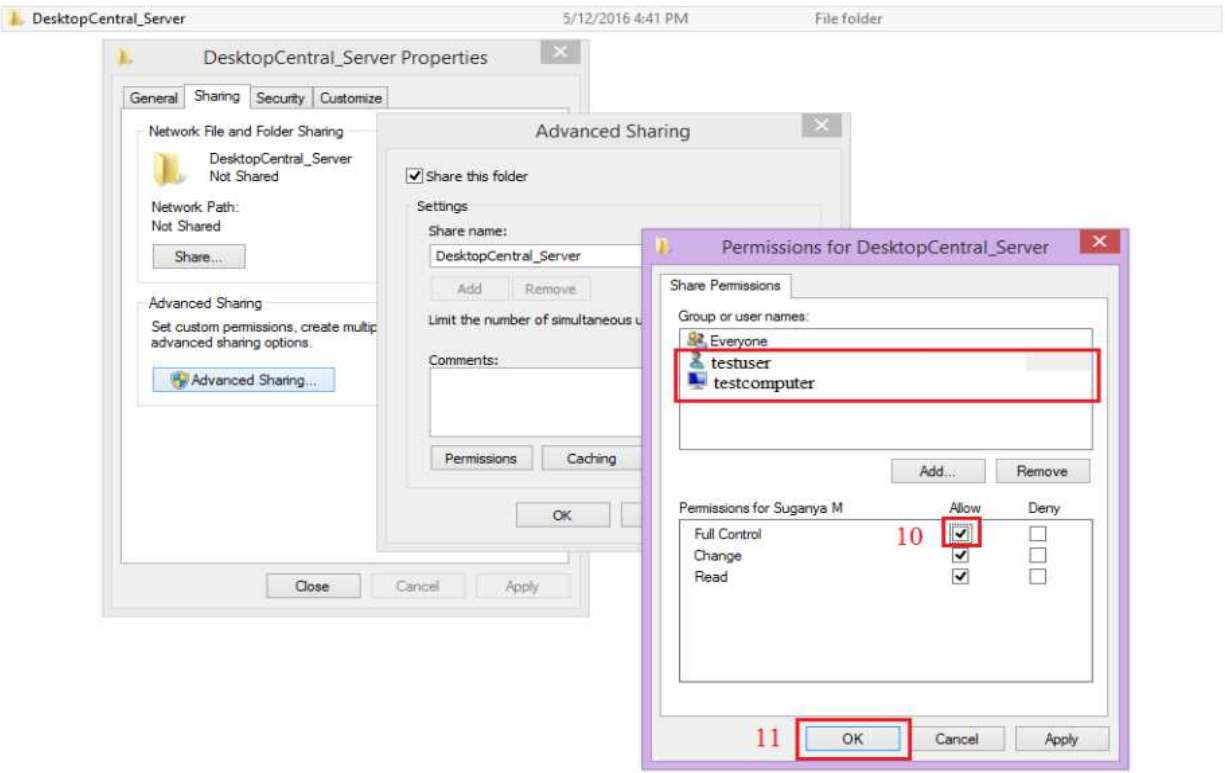 DesktopCentral_Server 5/12/2016 4:41 PM File folder
DesktopCentral_Server Properties
General Sharing Security Customize
Network File and Folder Sharing
DesktopCentral_Server
Not Shared
Network Path:
Not Shared
Share...
Advanced Sharing
Set custom permissions, create multip
advanced sharing options.
Advanced Sharing...
Close Cancel Apply
Advanced Sharing
Share this folder
Settings
Share name:
DesktopCentral_Server
Add Remove
Limit the number of simultaneous u
Comments:
Permissions Caching
OK
Permissions for DesktopCentral_Server
Share Permissions
Group or user names:
Everyone
testuser
testcomputer
Add... Remove
Permissions for Suganya M Allow Deny
Full Control 10
Change
Read
11 OK Cancel Apply